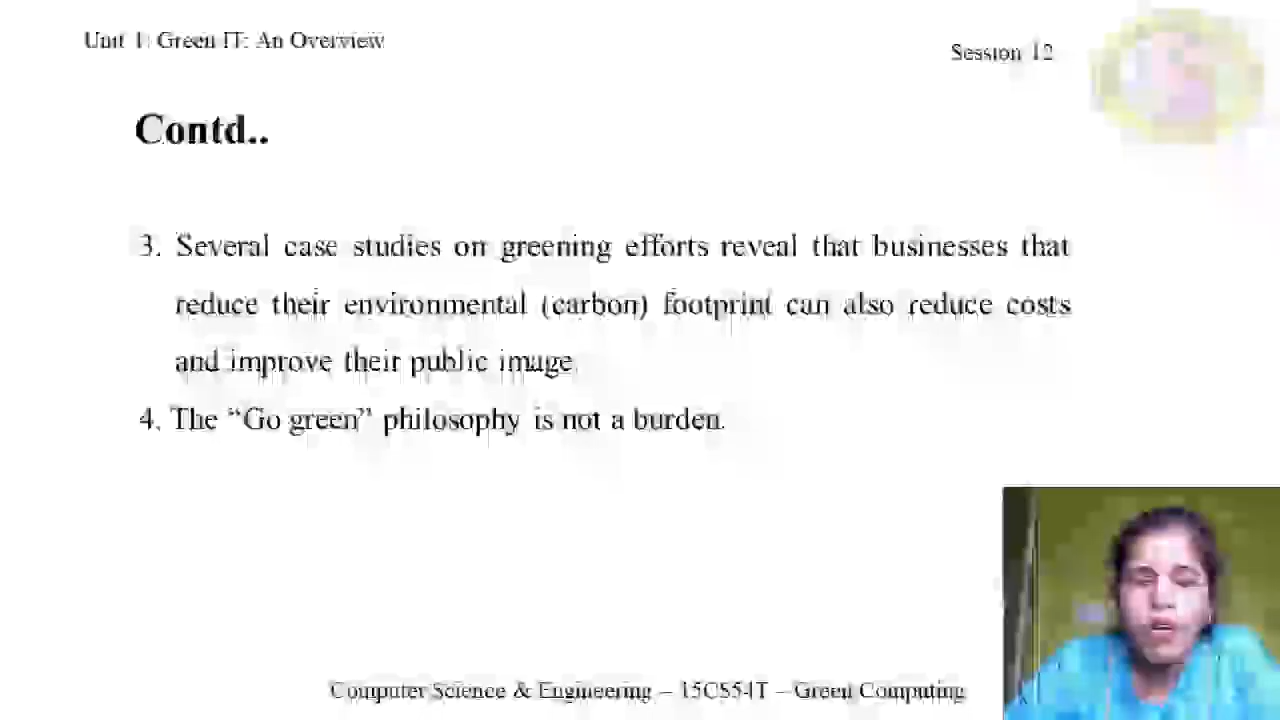 Unit 1: Green IT: An Overview
Session 12
Contd..
3. Several case studies on greening efforts reveal that businesses that
reduce their environmental (carbon) footprint can also reduce costs
and improve their public image.
4. The “Go green” philosophy is not a burden.
Computer Science & Engineering – 15CS54T – Green Computing